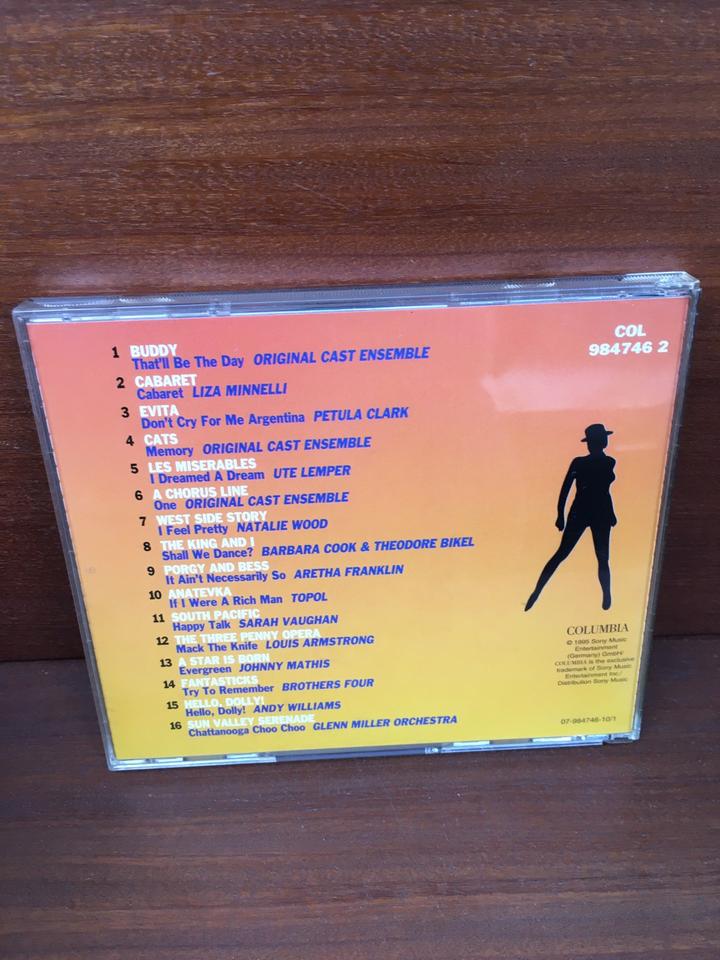 1 BUDDY
That'll Be The Day ORIGINAL CAST ENSEMBLE
2 CABARET
Cabaret LIZA MINNELLI
3 EVITA
Don't Cry For Me Argentina PETULA CLARK
4 CATS
Memory ORIGINAL CAST ENSEMBLE
5 LES MISERABLES
I Dreamed A Dream UTE LEMPER
6 A CHORUS LINE
One ORIGINAL CAST ENSEMBLE
7 WEST SIDE STORY
I Feel Pretty NATALIE WOOD
8 THE KING AND I
Shall We Dance? BARBARA COOK & THEODORE BIKEL
9 PORGY AND BESS
It Ain't Necessarily So ARETHA FRANKLIN
10 ANATEVKA
If I Were A Rich Man TOPOL
11 SOUTH PACIFIC
Happy Talk SARAH VAUGHAN
12 THE THREE PENNY OPERA
Mack The Knife LOUIS ARMSTRONG
13 A STAR IS BORN
Evergreen JOHNNY MATHIS
14 FANTASTICKS
Try To Remember BROTHERS FOUR
15 HELLO, DOLLY!
Hello, Dolly! ANDY WILLIAMS
16 SUN VALLEY SERENADE
Chattanooga Choo Choo GLENN MILLER ORCHESTRA
COL
984746 2
COLUMBIA
© 1995 Sony Music
Entertainment
(Germany) GmbH/
COLUMBIA is the exclusive
trademark of Sony Music
Entertainment Inc./
Distribution Sony Music
07-984746-10/1